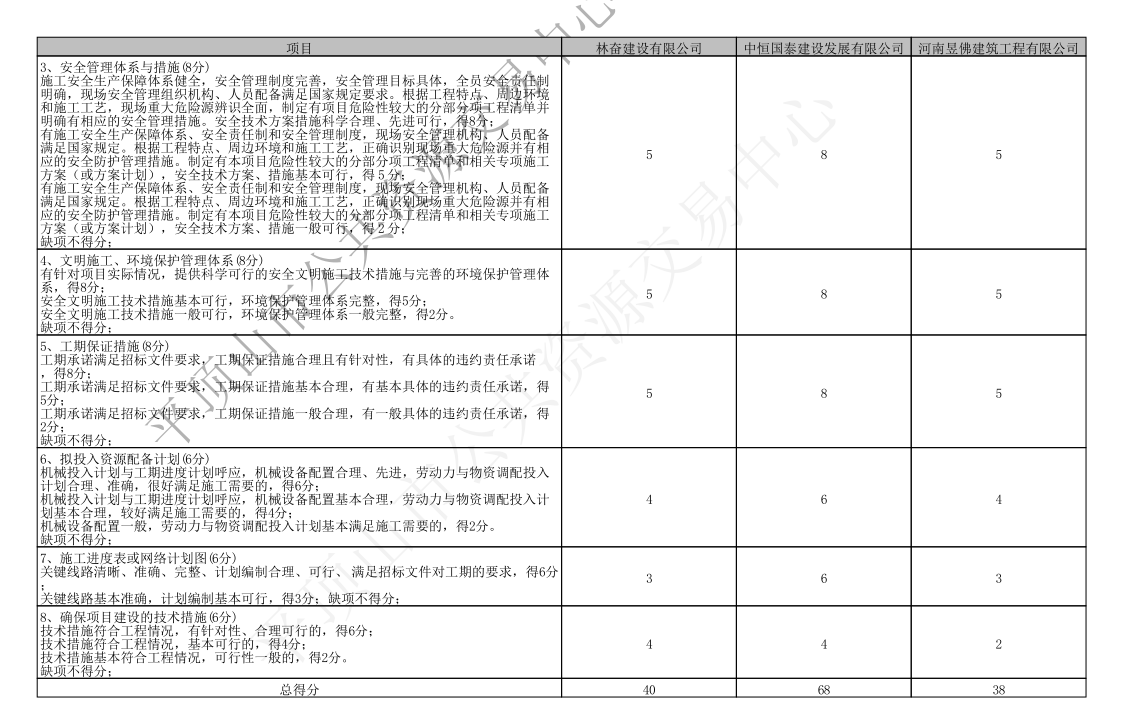 项目 林奋建设有限公司 中恒国泰建设发展有限公司 河南昱佛建筑工程有限公司
3、安全管理体系与措施(8分)
施工安全生产保障体系健全，安全管理制度完善，安全管理目标具体，全员安全责任制
明确，现场安全管理组织机构、人员配备满足国家规定要求。根据工程特点、周边环境
和施工工艺，现场重大危险源辨识全面，制定有项目危险性较大的分部分项工程清单并
明确有相应的安全管理措施。安全技术方案措施科学合理、先进可行，得8分；
有施工安全生产保障体系、安全责任制和安全管理制度，现场安全管理机构、人员配备
满足国家规定。根据工程特点、周边环境和施工工艺，正确识别现场重大危险源并有相
应的安全防护管理措施。制定有本项目危险性较大的分部分项工程清单和相关专项施工
方案（或方案计划），安全技术方案、措施基本可行，得 5 分；
有施工安全生产保障体系、安全责任制和安全管理制度，现场安全管理机构、人员配备
满足国家规定。根据工程特点、周边环境和施工工艺，正确识别现场重大危险源并有相
应的安全防护管理措施。制定有本项目危险性较大的分部分项工程清单和相关专项施工
方案（或方案计划），安全技术方案、措施一般可行，得 2 分；
缺项不得分；
5 8 5
4、文明施工、环境保护管理体系(8分)
有针对项目实际情况，提供科学可行的安全文明施工技术措施与完善的环境保护管理体
系，得8分；
安全文明施工技术措施基本可行，环境保护管理体系完整，得5分；
安全文明施工技术措施一般可行，环境保护管理体系一般完整，得2分。
缺项不得分；
5 8 5
5、工期保证措施(8分)
工期承诺满足招标文件要求，工期保证措施合理且有针对性，有具体的违约责任承诺
，得8分；
工期承诺满足招标文件要求，工期保证措施基本合理，有基本具体的违约责任承诺，得
5分；
工期承诺满足招标文件要求，工期保证措施一般合理，有一般具体的违约责任承诺，得
2分；
缺项不得分；
5 8 5
6、拟投入资源配备计划(6分)
机械投入计划与工期进度计划呼应，机械设备配置合理、先进，劳动力与物资调配投入
计划合理、准确，很好满足施工需要的，得6分；
机械投入计划与工期进度计划呼应，机械设备配置基本合理，劳动力与物资调配投入计
划基本合理，较好满足施工需要的，得4分；
机械设备配置一般，劳动力与物资调配投入计划基本满足施工需要的，得2分。
缺项不得分；
4 6 4
7、施工进度表或网络计划图(6分)
关键线路清晰、准确、完整、计划编制合理、可行、 满足招标文件对工期的要求，得6分
；
关键线路基本准确，计划编制基本可行，得3分；缺项不得分；
3 6 3
8、确保项目建设的技术措施(6分)
技术措施符合工程情况，有针对性、合理可行的，得6分；
技术措施符合工程情况，基本可行的，得4分；
技术措施基本符合工程情况，可行性一般的，得2分。
缺项不得分；
4 4 2
总得分 40 68 38
平顶山市公共资源交易中心
平顶山市公共资源交易中心